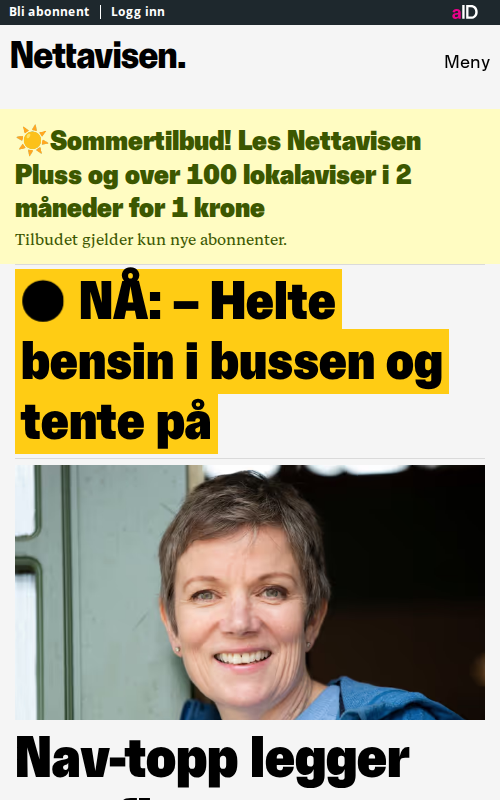 Bli abonnent | Logg inn
aID
Nettavisen.
Meny
☀️Sommertilbud! Les Nettavisen
Pluss og over 100 lokalaviser i 2
måneder for 1 krone
Tilbudet gjelder kun nye abonnenter.
NÅ: – Helte
bensin i bussen og
tente på
Nav-topp legger